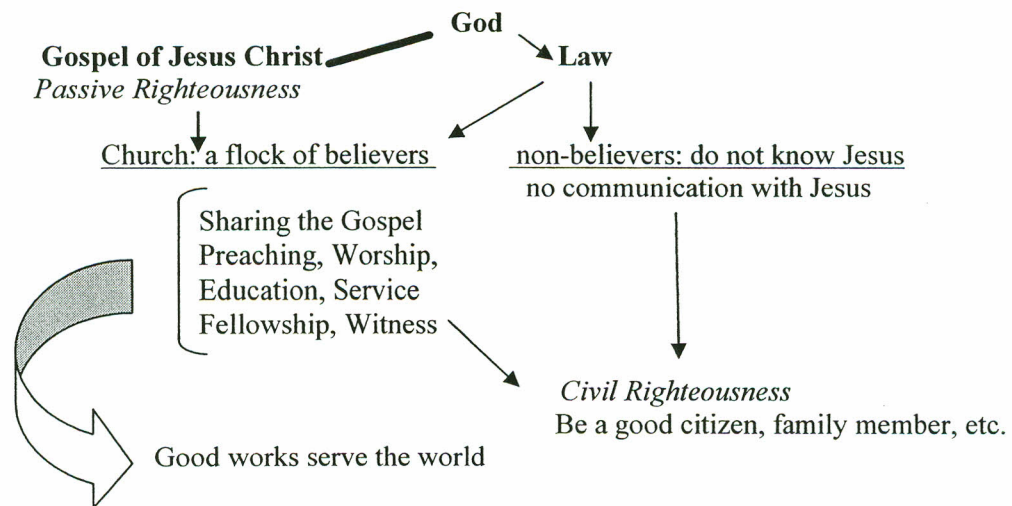 God
Gospel of Jesus Christ
Law
Passive Righteousness
Church: a flock of believers
non-believers: do not know Jesus
no communication with Jesus
Sharing the Gospel
Preaching, Worship,
Education, Service
Fellowship, Witness
Civil Righteousness
Be a good citizen, family member, etc.
Good works serve the world